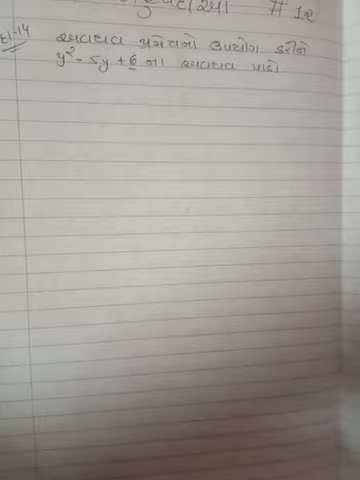 # 12
દા-14 અવયવ પ્રમેયનો ઉપયોગ કરીને
y² - 5y + 6 ના અવયવ પાડો